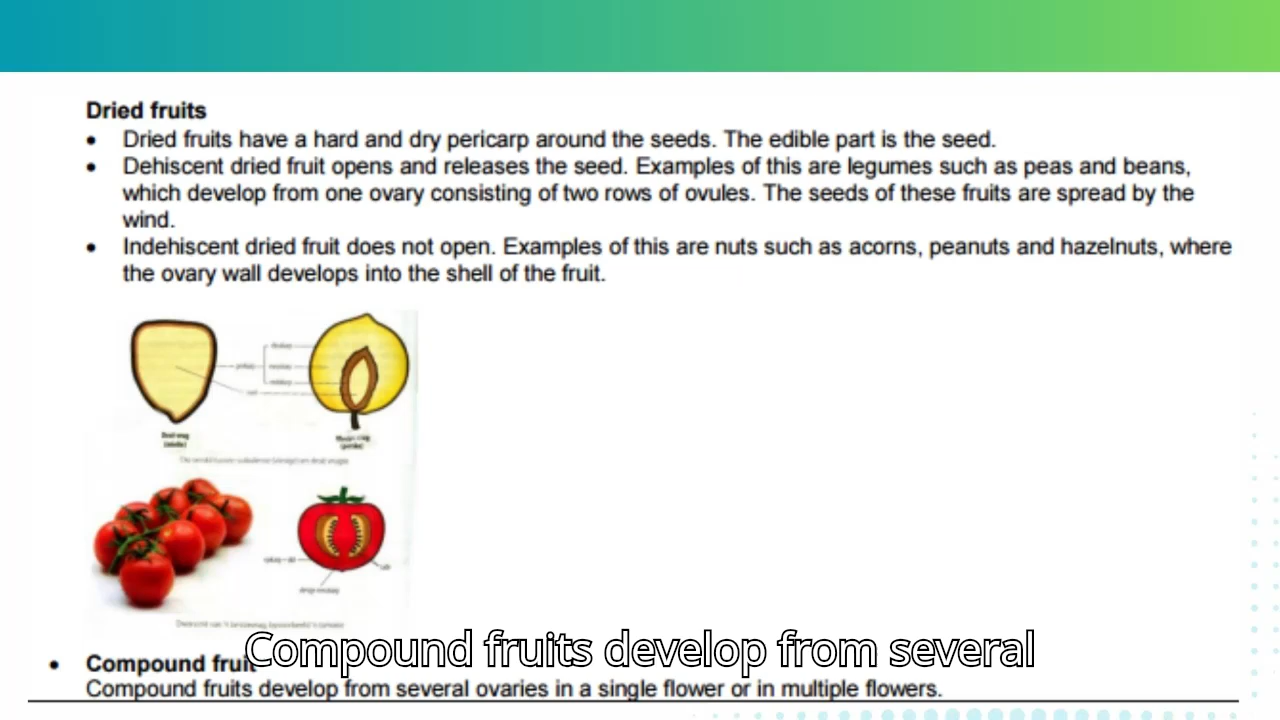 Dried fruits
• Dried fruits have a hard and dry pericarp around the seeds. The edible part is the seed.
• Dehiscent dried fruit opens and releases the seed. Examples of this are legumes such as peas and beans,
which develop from one ovary consisting of two rows of ovules. The seeds of these fruits are spread by the
wind.
• Indehiscent dried fruit does not open. Examples of this are nuts such as acorns, peanuts and hazelnuts, where
the ovary wall develops into the shell of the fruit.
• Compound fruit
Compound fruits develop from several
Compound fruits develop from several ovaries in a single flower or in multiple flowers.